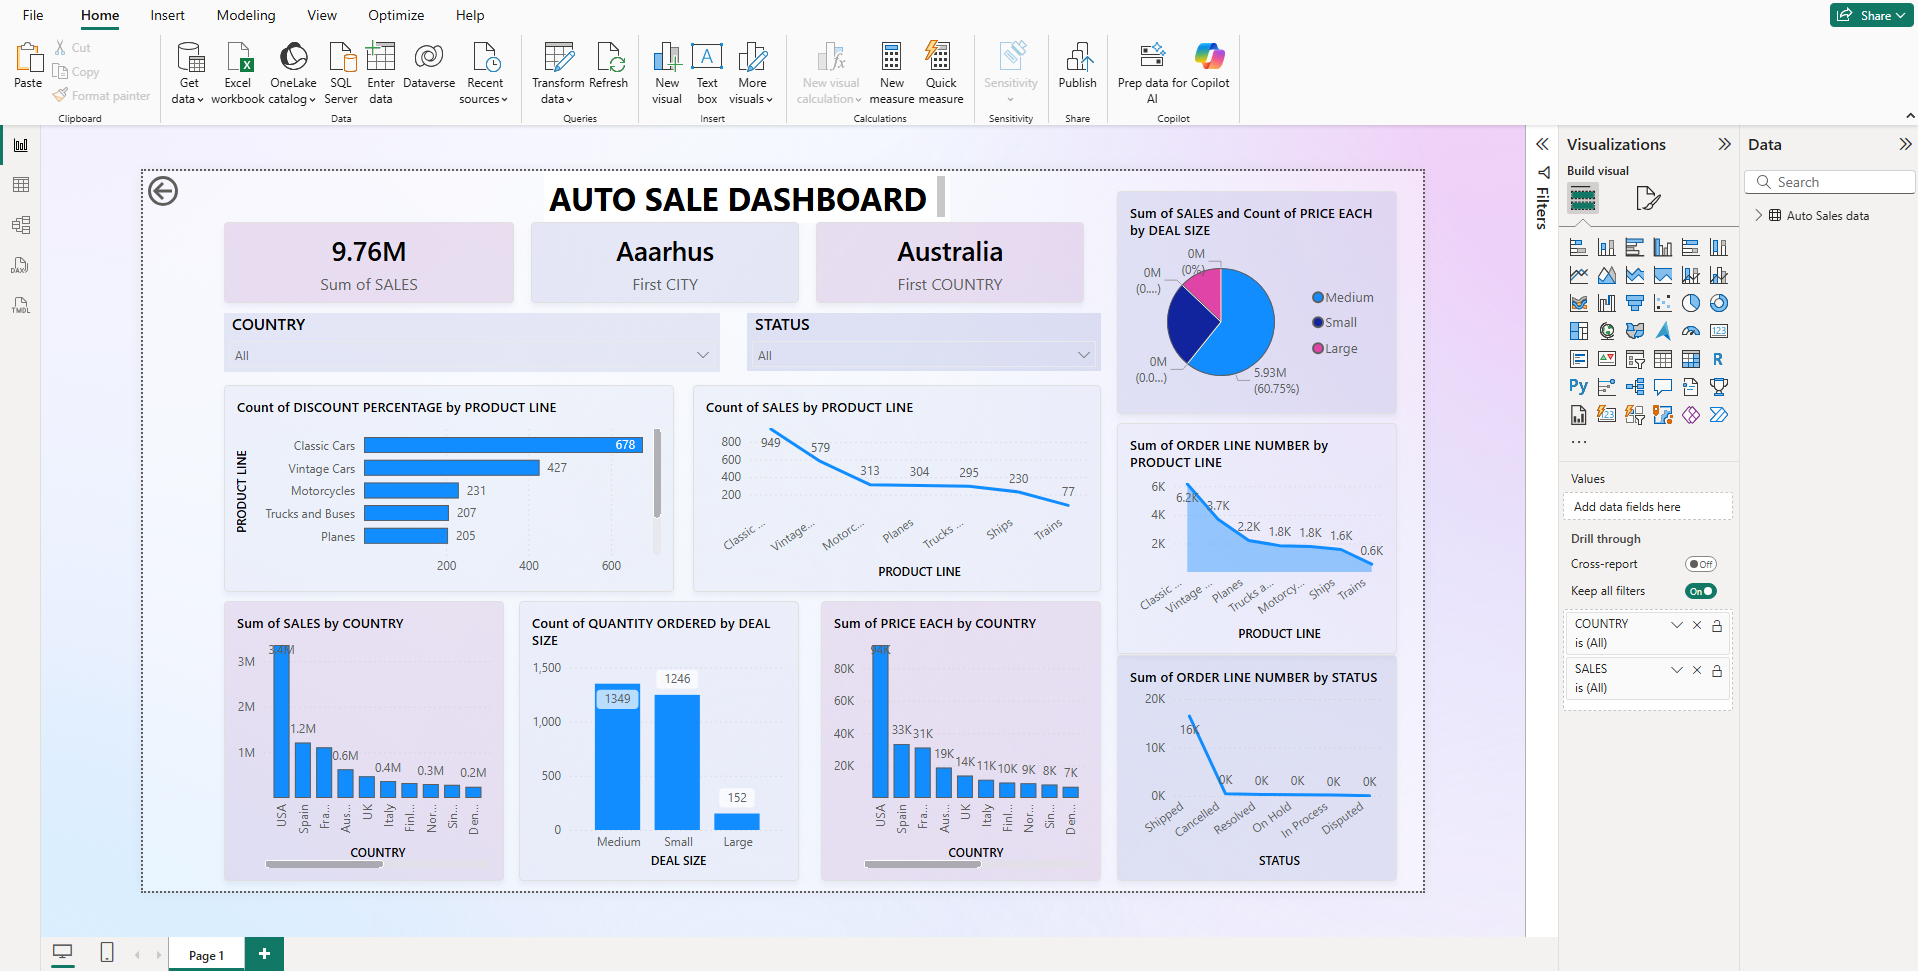 File Home Insert Modeling View Optimize Help
Share
Paste
Cut
Copy
Format painter
Clipboard
Get data
Excel workbook
OneLake catalog
SQL Server
Enter data
Dataverse
Recent sources
Data
Transform data
Refresh
Queries
New visual
Text box
More visuals
Insert
New visual calculation
New measure
Quick measure
Calculations
Sensitivity
Sensitivity
Publish
Share
Prep data for AI
Copilot
Copilot
AUTO SALE DASHBOARD
9.76M
Sum of SALES
Aaarhus
First CITY
Australia
First COUNTRY
COUNTRY
All
STATUS
All
Count of DISCOUNT PERCENTAGE by PRODUCT LINE
PRODUCT LINE
Classic Cars 678
Vintage Cars 427
Motorcycles 231
Trucks and Buses 207
Planes 205
200 400 600
Count of SALES by PRODUCT LINE
800
600
400
200
949 579 313 304 295 230 77
Classic ... Vintage... Motorc... Planes Trucks ... Ships Trains
PRODUCT LINE
Sum of SALES and Count of PRICE EACH
by DEAL SIZE
0M
(0%)
0M
(0....)
0M
(0.0...)
5.93M
(60.75%)
Medium
Small
Large
Sum of ORDER LINE NUMBER by
PRODUCT LINE
6K
4K
2K
6.2K 3.7K 2.2K 1.8K 1.8K 1.6K 0.6K
Classic ... Vintage ... Planes Trucks a... Motorcy... Ships Trains
PRODUCT LINE
Sum of SALES by COUNTRY
3M
2M
1M
3.4M 1.2M 0.6M 0.4M 0.3M 0.2M
USA Spain Fra... Aus... UK Italy Finl... Nor... Sin... Den...
COUNTRY
Count of QUANTITY ORDERED by DEAL
SIZE
1,500
1,000
500
0
1349 1246 152
Medium Small Large
DEAL SIZE
Sum of PRICE EACH by COUNTRY
80K
60K
40K
20K
94K 33K 31K 19K 14K 11K 10K 9K 8K 7K
USA Spain Fra... Aus... UK Italy Finl... Nor... Sin... Den...
COUNTRY
Sum of ORDER LINE NUMBER by STATUS
20K
10K
0K
16K 0K 0K 0K 0K 0K
Shipped Cancelled Resolved On Hold In Process Disputed
STATUS
Filters
Visualizations
Build visual
123
R
Py
123
...
Values
Add data fields here
Drill through
Cross-report Off
Keep all filters On
COUNTRY
is (All)
SALES
is (All)
Data
Search
Auto Sales data
DAX
TMDL
Page 1